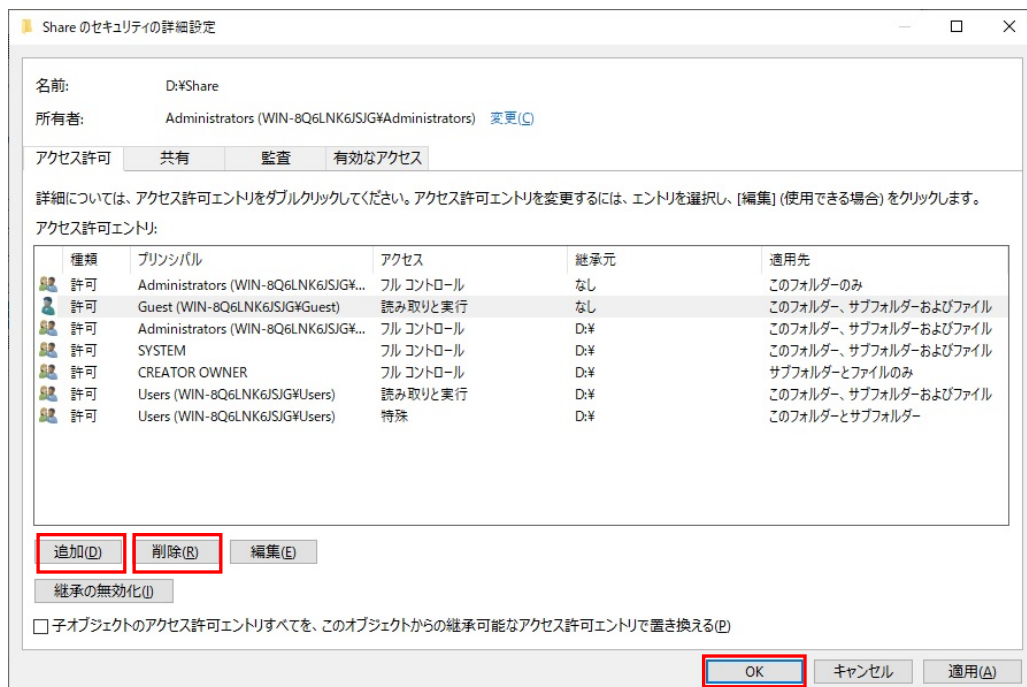 Share のセキュリティの詳細設定
名前: D:¥Share
所有者: Administrators (WIN-8Q6LNK6JSJG¥Administrators) 変更(C)
アクセス許可 共有 監査 有効なアクセス
詳細については、アクセス許可エントリをダブルクリックしてください。アクセス許可エントリを変更するには、エントリを選択し、[編集] (使用できる場合) をクリックします。
アクセス許可エントリ:
種類 プリンシパル アクセス 継承元 適用先
許可 Administrators (WIN-8Q6LNK6JSJG¥... フル コントロール なし このフォルダーのみ
許可 Guest (WIN-8Q6LNK6JSJG¥Guest) 読み取りと実行 なし このフォルダー、サブフォルダーおよびファイル
許可 Administrators (WIN-8Q6LNK6JSJG¥... フル コントロール D:¥ このフォルダー、サブフォルダーおよびファイル
許可 SYSTEM フル コントロール D:¥ このフォルダー、サブフォルダーおよびファイル
許可 CREATOR OWNER フル コントロール D:¥ サブフォルダーとファイルのみ
許可 Users (WIN-8Q6LNK6JSJG¥Users) 読み取りと実行 D:¥ このフォルダー、サブフォルダーおよびファイル
許可 Users (WIN-8Q6LNK6JSJG¥Users) 特殊 D:¥ このフォルダーとサブフォルダー
追加(D) 削除(R) 編集(E)
継承の無効化(I)
子オブジェクトのアクセス許可エントリすべてを、このオブジェクトからの継承可能なアクセス許可エントリで置き換える(P)
OK キャンセル 適用(A)